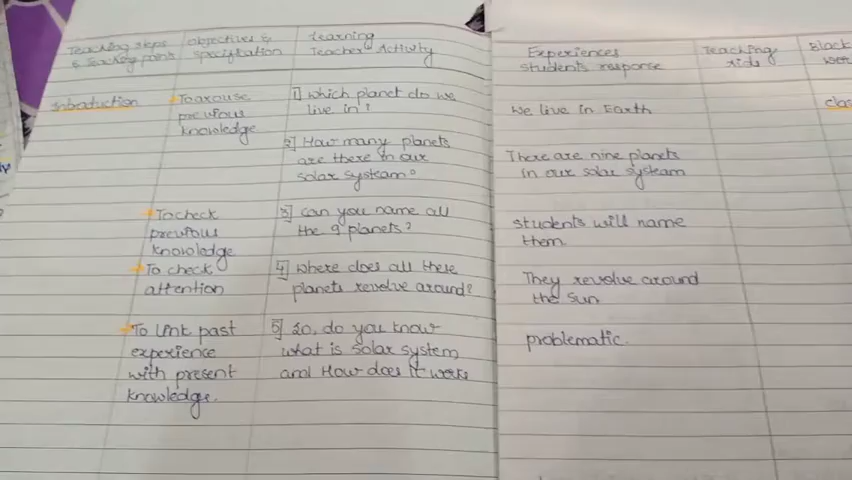 Teaching steps & Teaching points
objectives & specification
Learning
Teacher Activity
Experiences
students response
Teaching Aids
Black
Introduction
To arouse previous knowledge
1] which planet do we live in?
we live in Earth
2] How many planets are there in our solar systeam?
There are nine planets in our solar systeam
To check previous knowledge
3] can you name all the 9 planets?
students will name them.
To check attention
4] where does all these planets revolve around?
They revolve around the sun
To link past experience with present knowledge.
5] So, do you know what is solar system and How does it works
problematic.